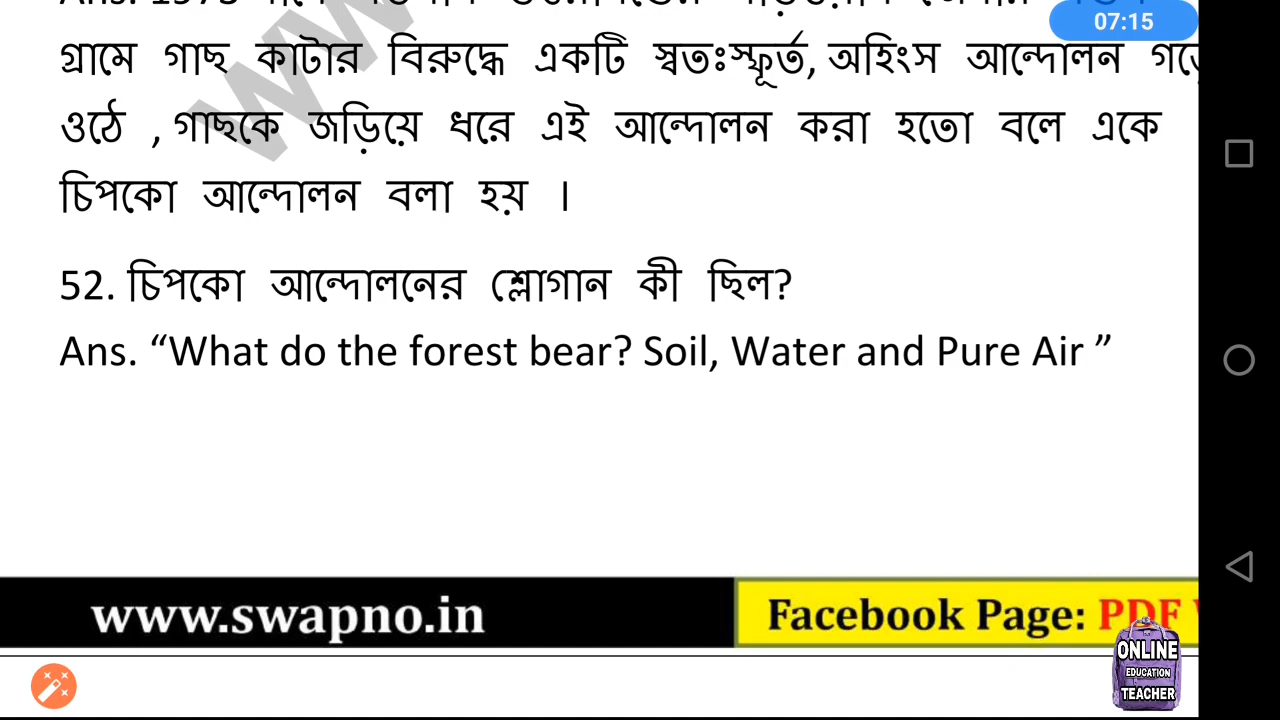 07:15
গ্রামে গাছ কাটার বিরুদ্ধে একটি স্বতঃস্ফূর্ত, অহিংস আন্দোলন গড়ে
ওঠে , গাছকে জড়িয়ে ধরে এই আন্দোলন করা হতো বলে একে
চিপকো আন্দোলন বলা হয় ।
52. চিপকো আন্দোলনের শ্লোগান কী ছিল?
Ans. “What do the forest bear? Soil, Water and Pure Air ”
www.swapno.in
Facebook Page: PDF
ONLINE
EDUCATION
TEACHER